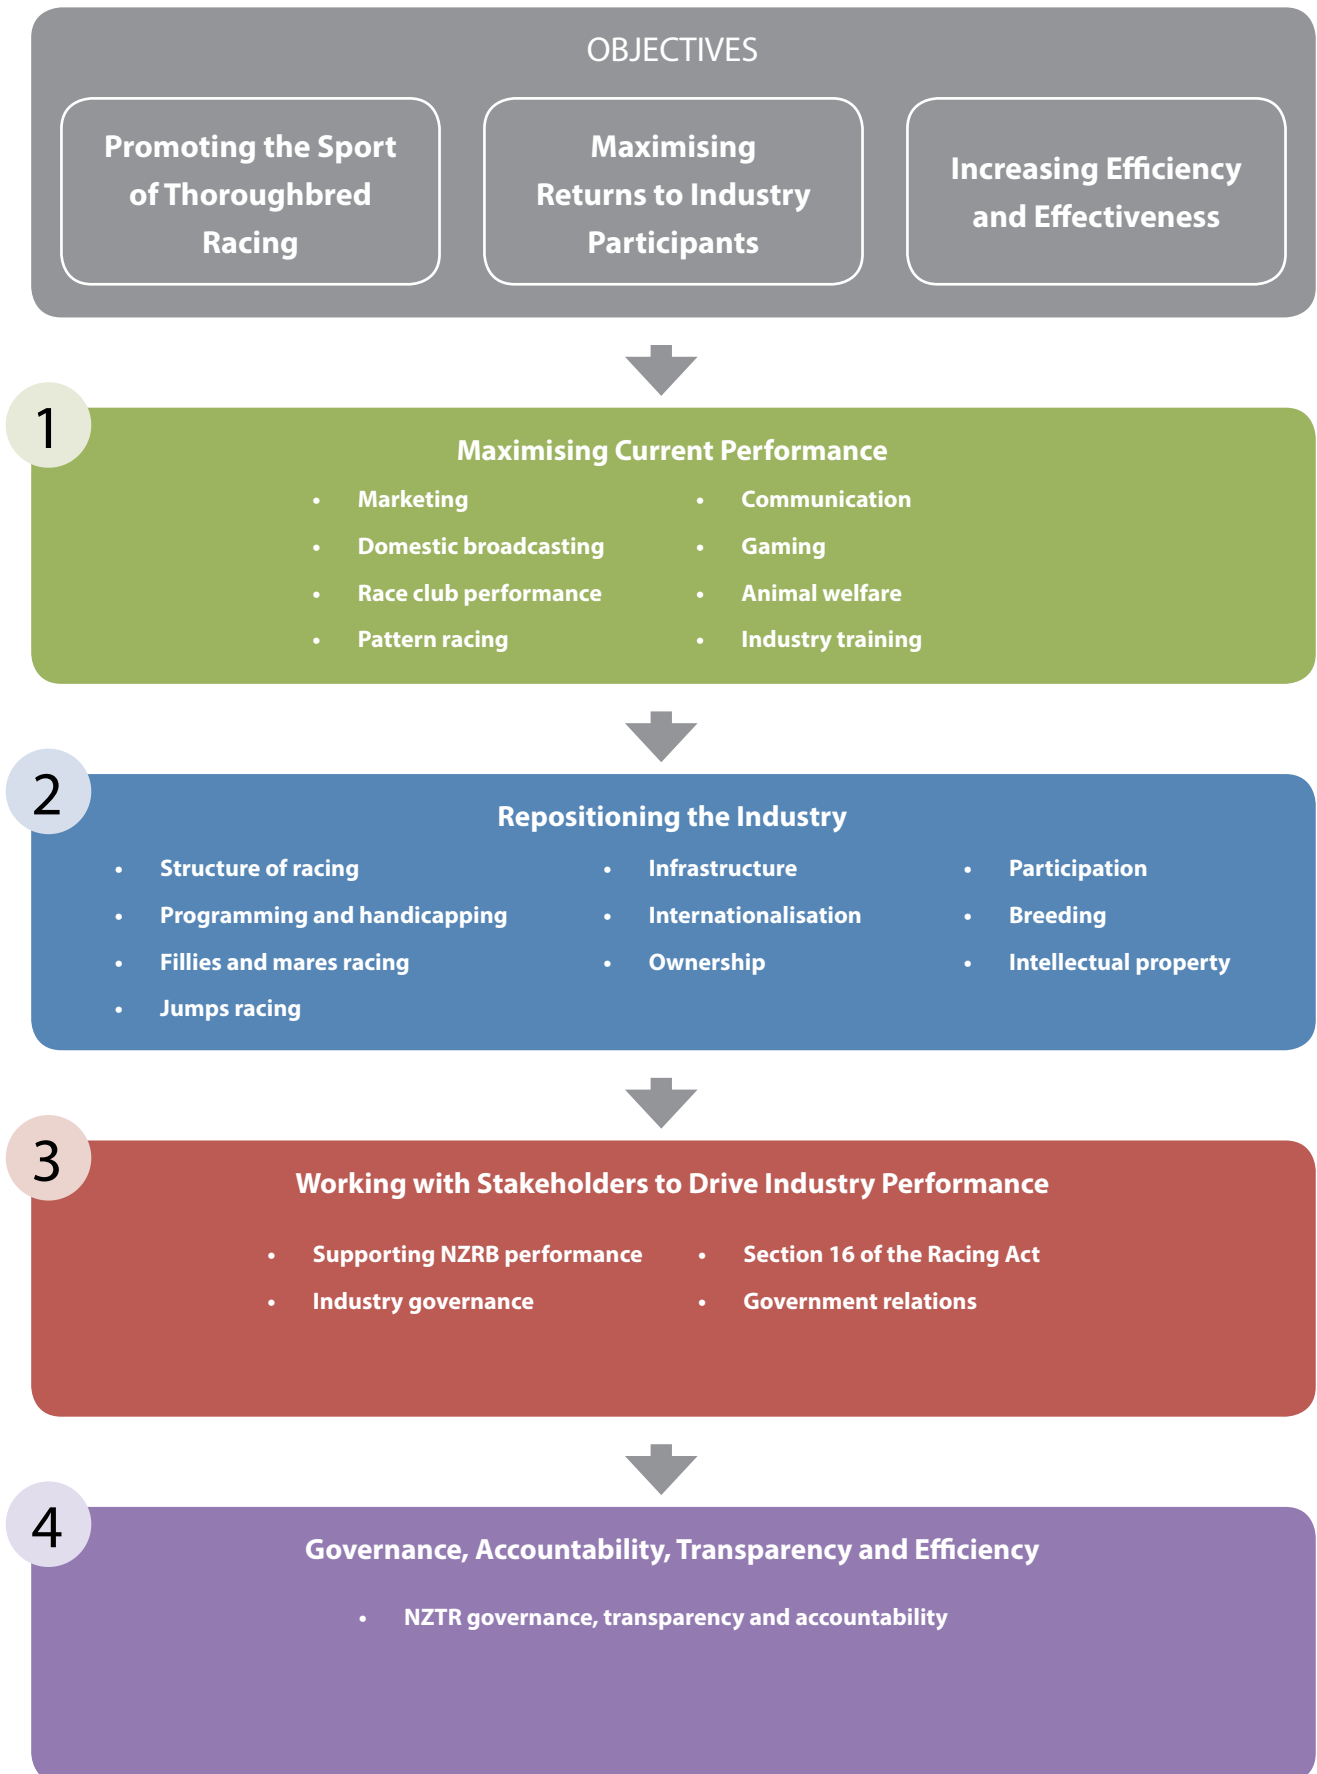 OBJECTIVES
Promoting the Sport
of Thoroughbred
Racing
Maximising
Returns to Industry
Participants
Increasing Efficiency
and Effectiveness
1
Maximising Current Performance
• Marketing
• Domestic broadcasting
• Race club performance
• Pattern racing
• Communication
• Gaming
• Animal welfare
• Industry training
2
Repositioning the Industry
• Structure of racing
• Programming and handicapping
• Fillies and mares racing
• Jumps racing
• Infrastructure
• Internationalisation
• Ownership
• Participation
• Breeding
• Intellectual property
3
Working with Stakeholders to Drive Industry Performance
• Supporting NZRB performance
• Industry governance
• Section 16 of the Racing Act
• Government relations
4
Governance, Accountability, Transparency and Efficiency
• NZTR governance, transparency and accountability